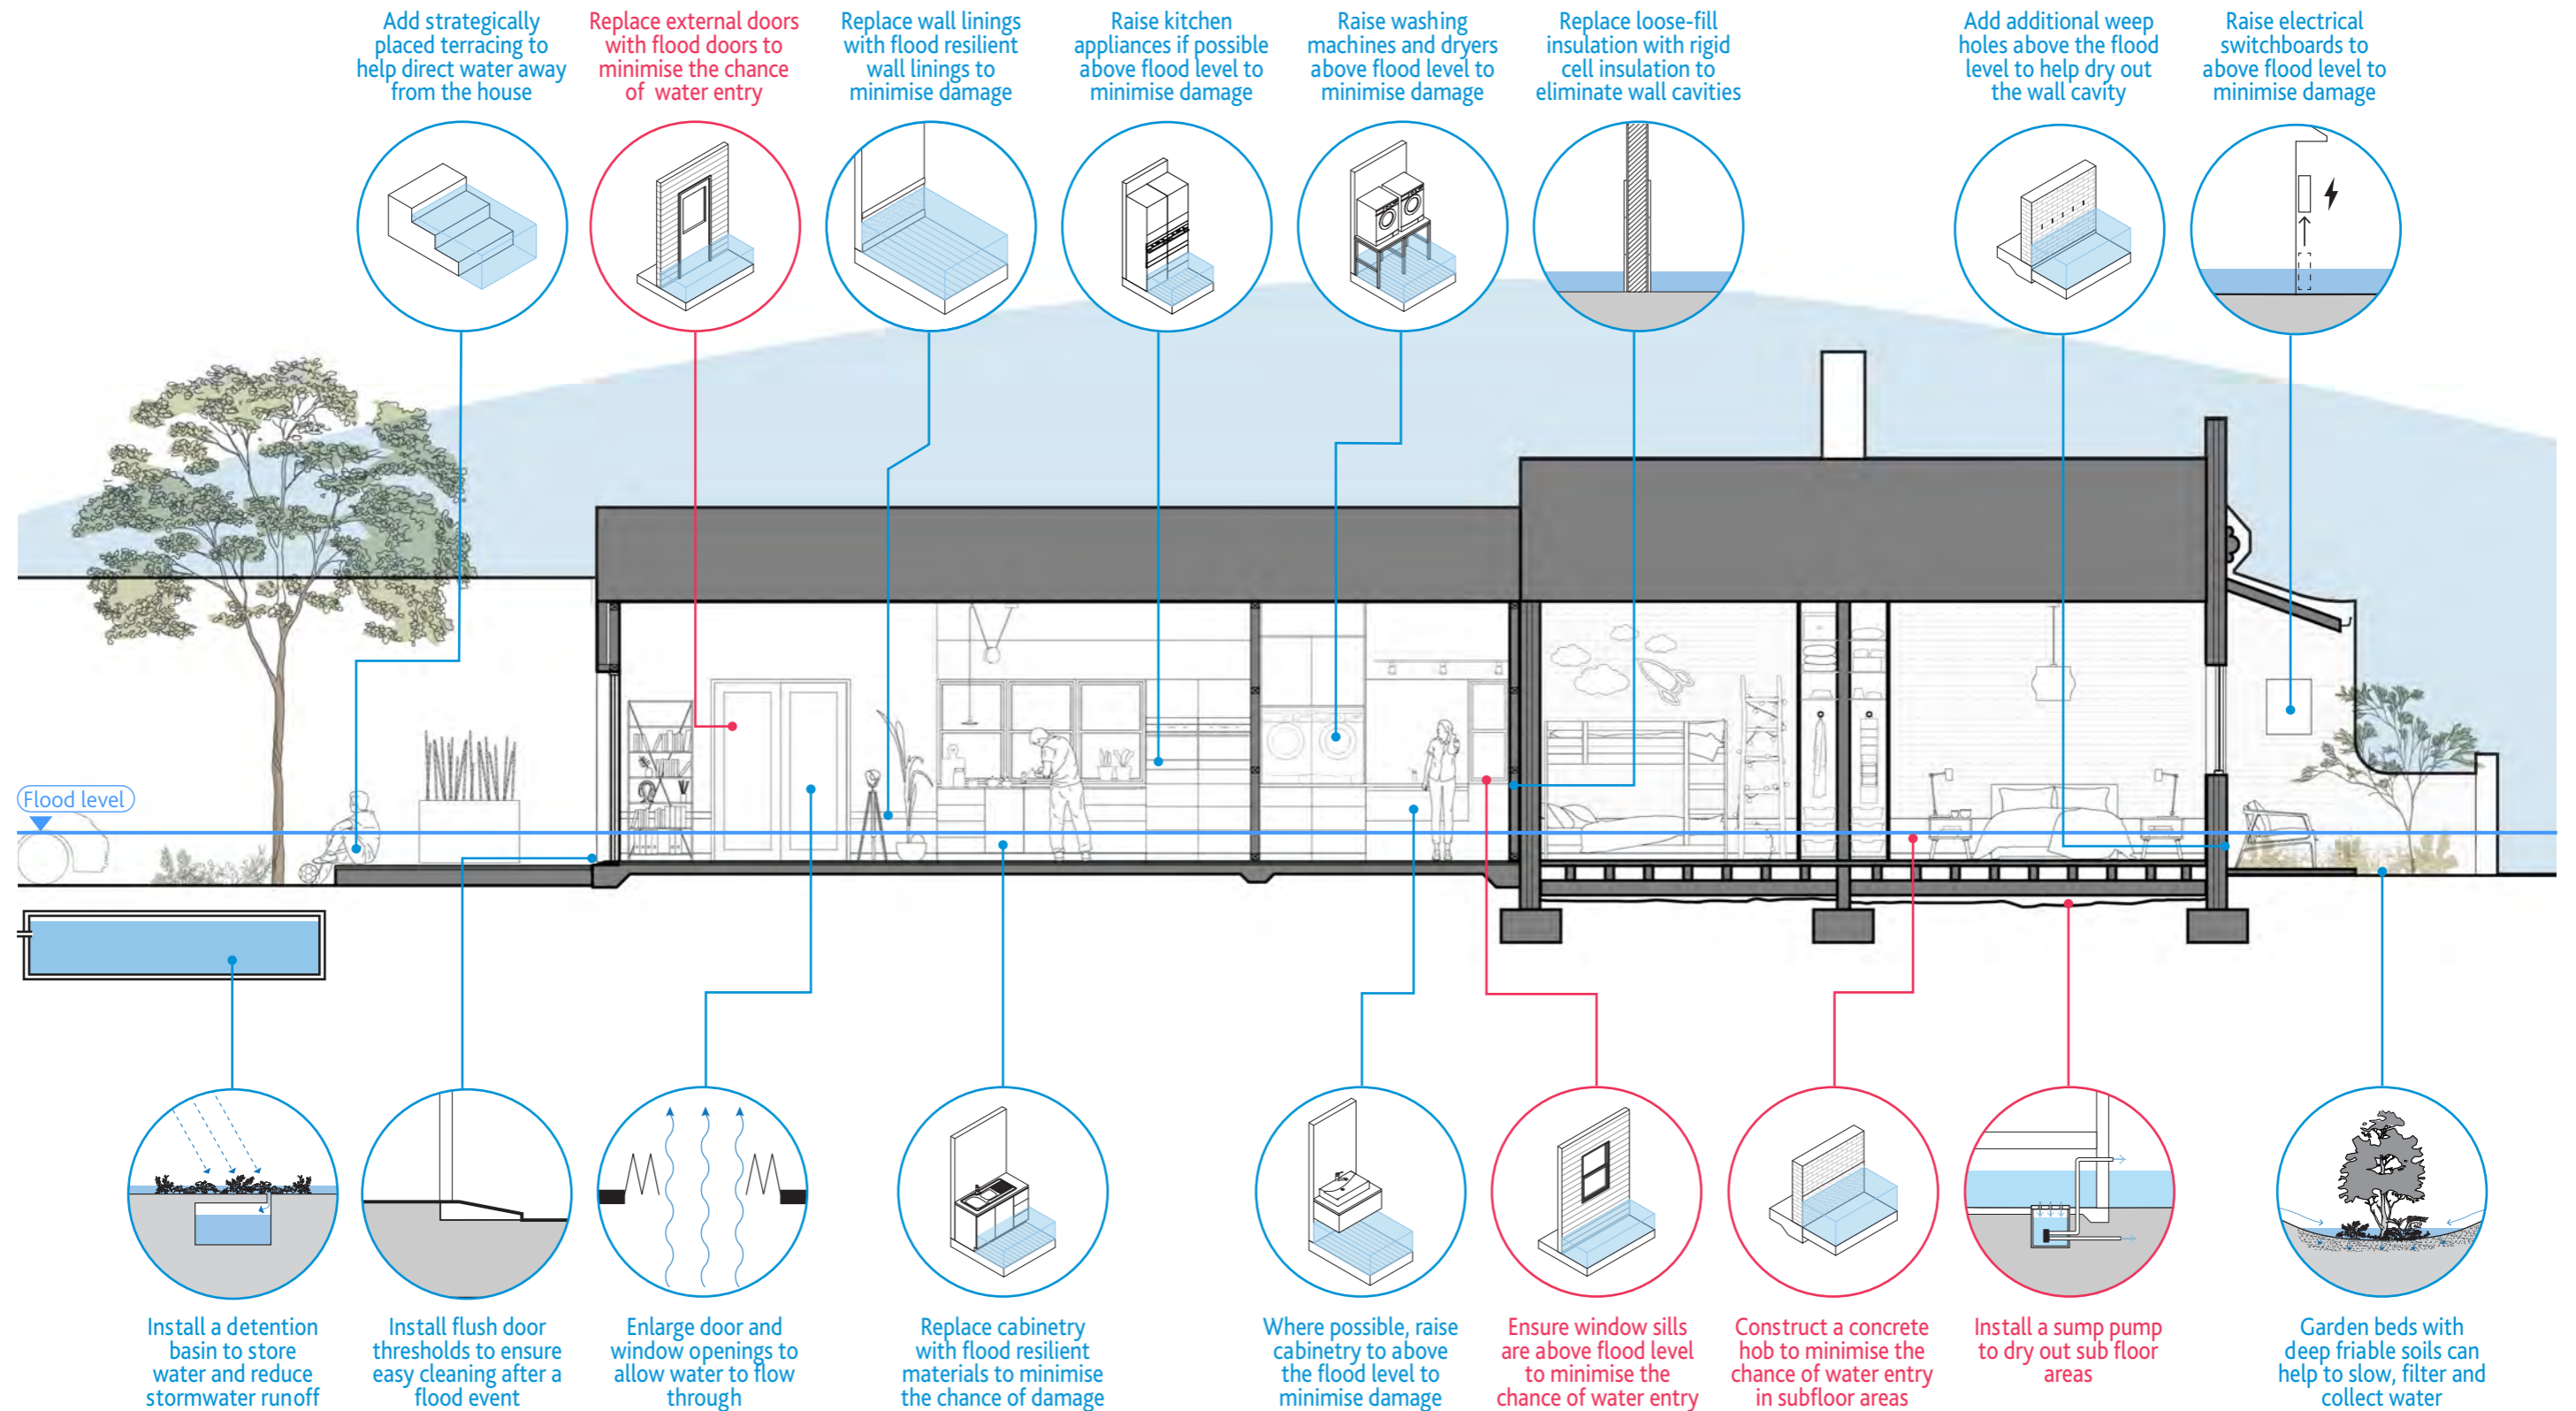 Add strategically
placed terracing to
help direct water away
from the house
Replace external doors
with flood doors to
minimise the chance
of water entry
Replace wall linings
with flood resilient
wall linings to
minimise damage
Raise kitchen
appliances if possible
above flood level to
minimise damage
Raise washing
machines and dryers
above flood level to
minimise damage
Replace loose-fill
insulation with rigid
cell insulation to
eliminate wall cavities
Add additional weep
holes above the flood
level to help dry out
the wall cavity
Raise electrical
switchboards to
above flood level to
minimise damage
Flood level
Install a detention
basin to store
water and reduce
stormwater runoff
Install flush door
thresholds to ensure
easy cleaning after a
flood event
Enlarge door and
window openings to
allow water to flow
through
Replace cabinetry
with flood resilient
materials to minimise
the chance of damage
Where possible, raise
cabinetry to above
the flood level to
minimise damage
Ensure window sills
are above flood level
to minimise the
chance of water entry
Construct a concrete
hob to minimise the
chance of water entry
in subfloor areas
Install a sump pump
to dry out sub floor
areas
Garden beds with
deep friable soils can
help to slow, filter and
collect water